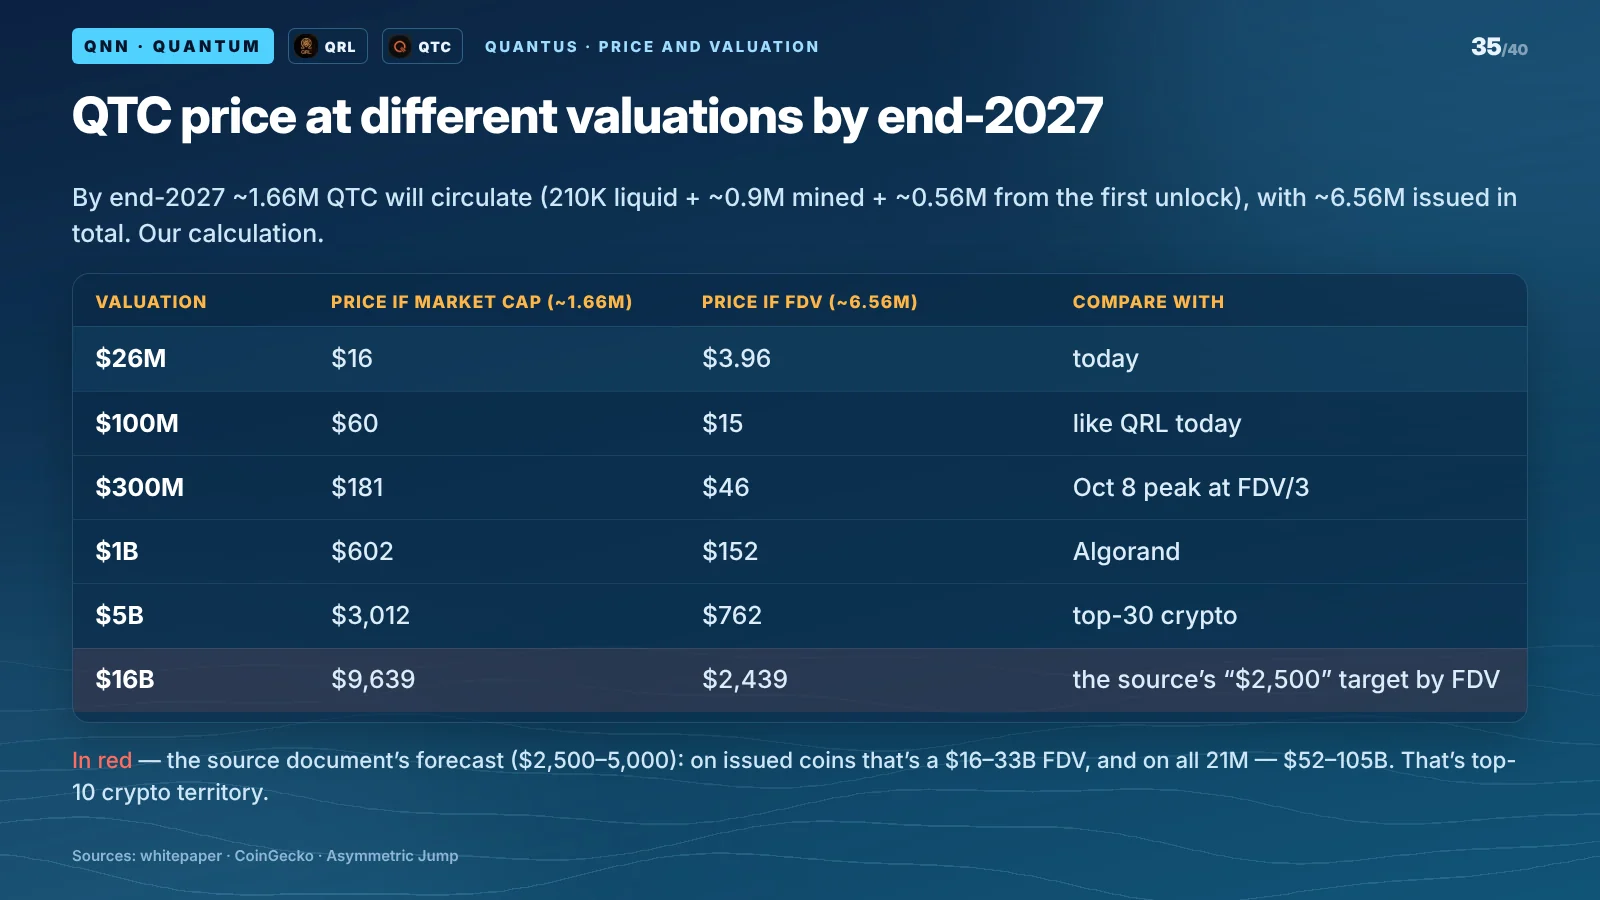 QNN · QUANTUM QRL QTC QUANTUS · PRICE AND VALUATION 35/40
QTC price at different valuations by end-2027
By end-2027 ~1.66M QTC will circulate (210K liquid + ~0.9M mined + ~0.56M from the first unlock), with ~6.56M issued in
total. Our calculation.
VALUATION PRICE IF MARKET CAP (~1.66M) PRICE IF FDV (~6.56M) COMPARE WITH
$26M $16 $3.96 today
$100M $60 $15 like QRL today
$300M $181 $46 Oct 8 peak at FDV/3
$1B $602 $152 Algorand
$5B $3,012 $762 top-30 crypto
$16B $9,639 $2,439 the source’s “$2,500” target by FDV
In red — the source document’s forecast ($2,500–5,000): on issued coins that’s a $16–33B FDV, and on all 21M — $52–105B. That’s top-
10 crypto territory.
Sources: whitepaper · CoinGecko · Asymmetric Jump